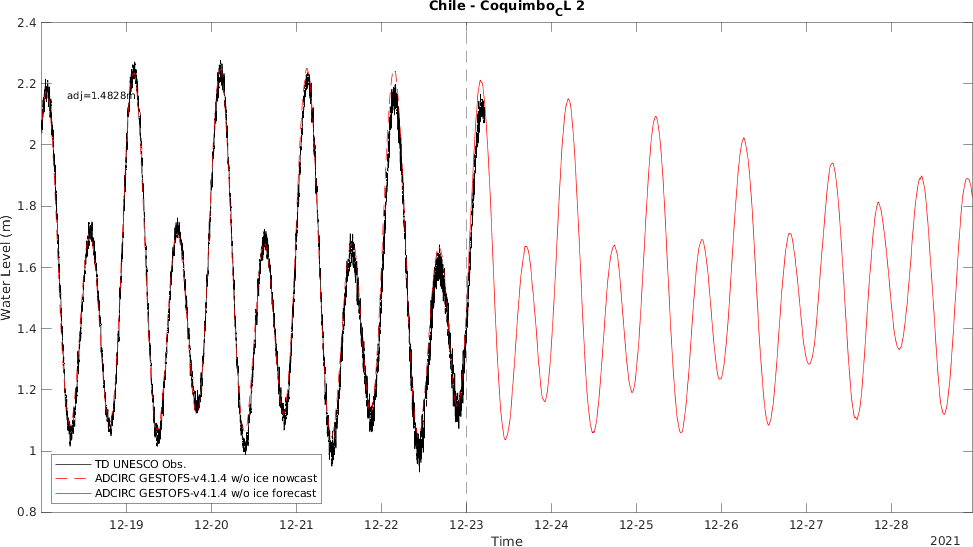 Chile - Coquimbo_CL 2
2.4
2.2
2
1.8
1.6
1.4
1.2
1
0.8
Water Level (m)
adj=1.4828m
TD UNESCO Obs.
ADCIRC GESTOFS-v4.1.4 w/o ice nowcast
ADCIRC GESTOFS-v4.1.4 w/o ice forecast
12-19 12-20 12-21 12-22 12-23 12-24 12-25 12-26 12-27 12-28
Time
2021